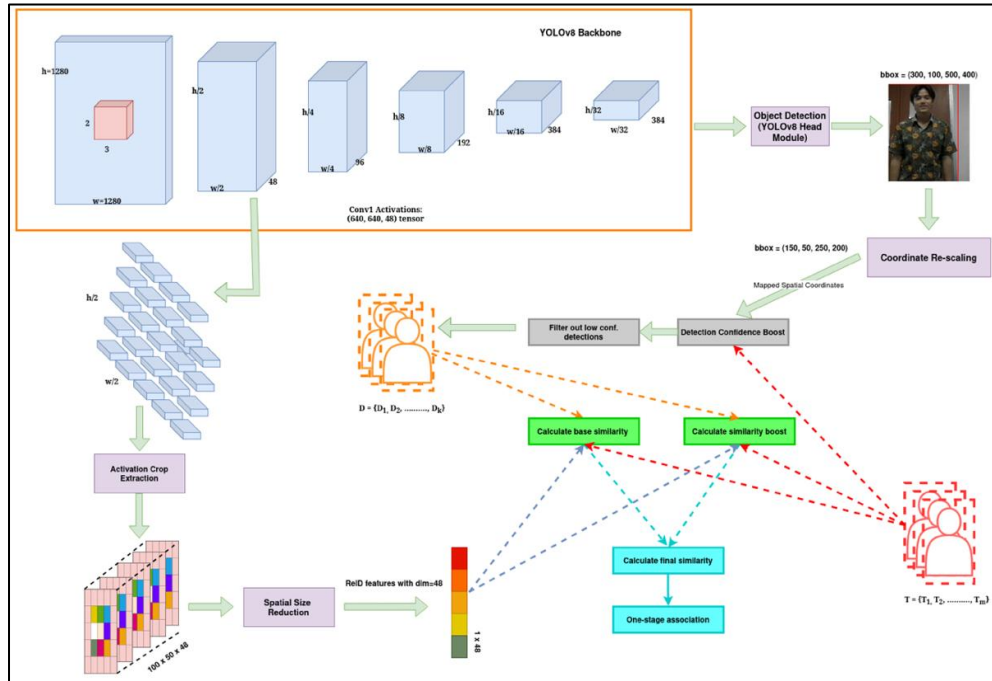 YOLOv8 Backbone
h=1280
2
3
w=1280
h/2
w/2
48
h/4
w/4
96
h/8
w/8
192
h/16
w/16
384
h/32
w/32
384
Conv1 Activations:
(640, 640, 48) tensor
Object Detection
(YOLOv8 Head
Module)
bbox = (300, 100, 500, 400)
bbox = (150, 50, 250, 200)
Coordinate Re-scaling
Mapped Spatial Coordinates
h/2
w/2
Filter out low conf.
detections
Detection Confidence Boost
D = {D1, D2, .........., Dk}
Calculate base similarity
Calculate similarity boost
Activation Crop
Extraction
Calculate final similarity
One-stage association
T = {T1, T2, .........., Tm}
100 x 50 x 48
Spatial Size
Reduction
ReID features with dim=48
1 x 48